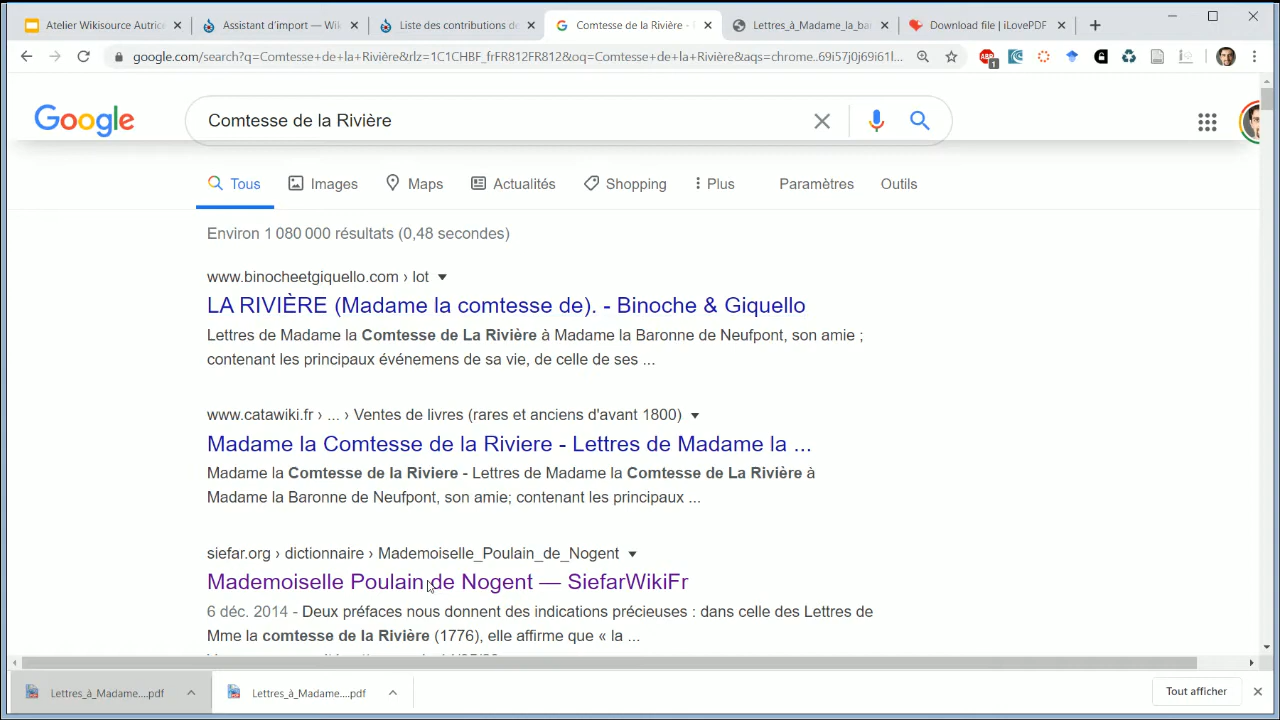 Atelier Wikisource Autrice
Assistant d'import — Wik
Liste des contributions de
Comtesse de la Rivière -
Lettres_à_Madame_la_ba
Download file | iLovePDF
google.com/search?q=Comtesse+de+la+Rivière&rlz=1C1CHBF_frFR812FR812&oq=Comtesse+de+la+Rivière&aqs=chrome..69i57j0j69i61l...
1
Google
Comtesse de la Rivière
Tous
Images
Maps
Actualités
Shopping
Plus
Paramètres
Outils
Environ 1 080 000 résultats (0,48 secondes)
www.binocheetgiquello.com › lot
LA RIVIÈRE (Madame la comtesse de). - Binoche & Giquello
Lettres de Madame la Comtesse de La Rivière à Madame la Baronne de Neufpont, son amie ;
contenant les principaux événemens de sa vie, de celle de ses ...
www.catawiki.fr › ... › Ventes de livres (rares et anciens d'avant 1800)
Madame la Comtesse de la Riviere - Lettres de Madame la ...
Madame la Comtesse de la Riviere - Lettres de Madame la Comtesse de La Rivière à
Madame la Baronne de Neufpont, son amie; contenant les principaux ...
siefar.org › dictionnaire › Mademoiselle_Poulain_de_Nogent
Mademoiselle Poulain de Nogent — SiefarWikiFr
6 déc. 2014 - Deux préfaces nous donnent des indications précieuses : dans celle des Lettres de
Mme la comtesse de la Rivière (1776), elle affirme que « la ...
Lettres_à_Madame....pdf
Lettres_à_Madame....pdf
Tout afficher